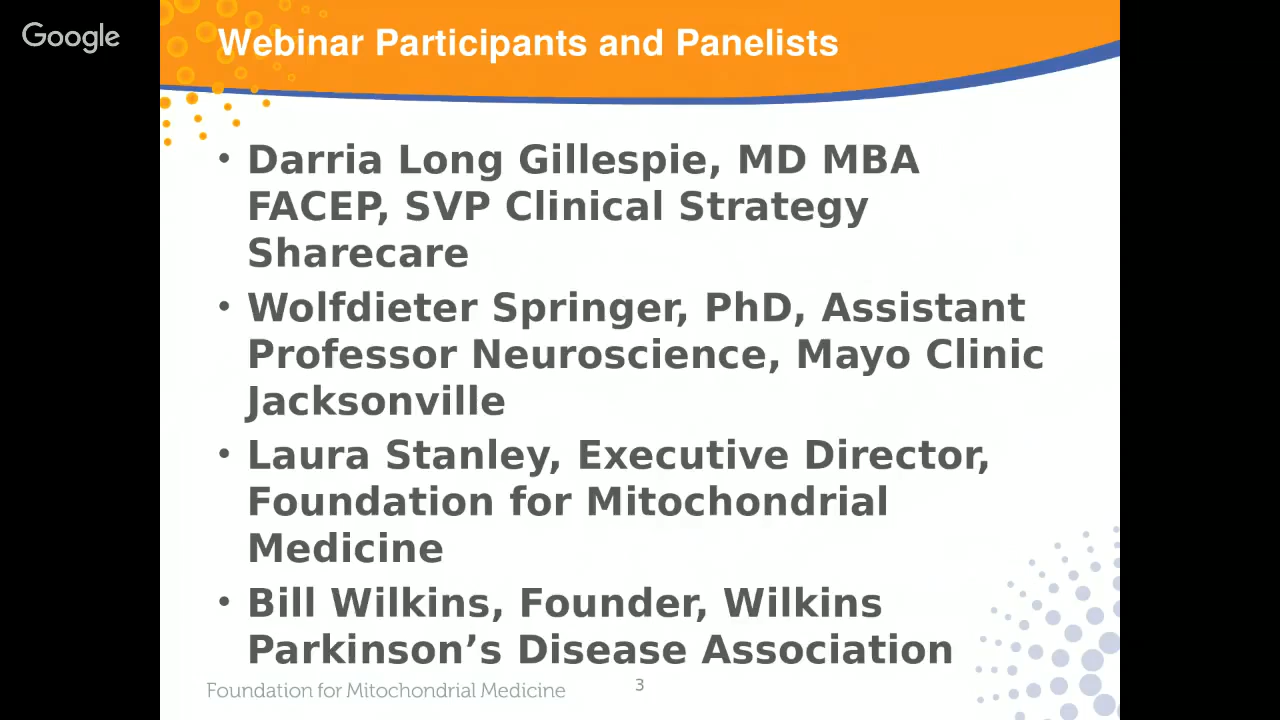 Google
Webinar Participants and Panelists
• Darria Long Gillespie, MD MBA
FACEP, SVP Clinical Strategy
Sharecare
• Wolfdieter Springer, PhD, Assistant
Professor Neuroscience, Mayo Clinic
Jacksonville
• Laura Stanley, Executive Director,
Foundation for Mitochondrial
Medicine
• Bill Wilkins, Founder, Wilkins
Parkinson’s Disease Association
Foundation for Mitochondrial Medicine
3